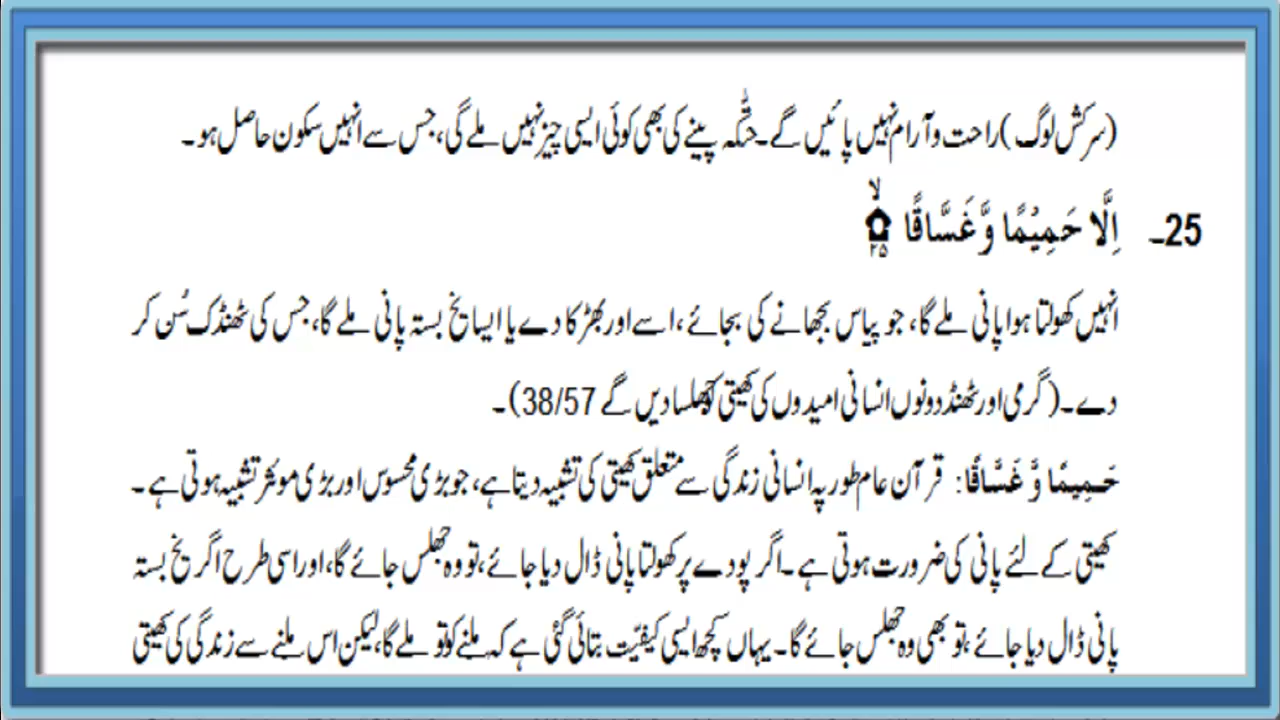 (سرکش لوگ) راحت و آرام نہیں پائیں گے۔ حتّٰی کہ پینے کی بھی کوئی ایسی چیز نہیں ملے گی، جس سے انہیں سکون حاصل ہو۔
25۔ اِلَّا حَمِيْمًا وَّ غَسَّاقًا ۙ﴿۲۵﴾
انہیں کھولتا ہوا پانی ملے گا، جو پیاس بجھانے کی بجائے، اسے اور بھڑکا دے یا ایسا یخ بستہ پانی ملے گا، جس کی ٹھنڈک سُن کر
دے۔ (گرمی اور ٹھنڈ دونوں انسانی امیدوں کی کھیتی کو جھلسا دیں گے 38/57)۔
حَمِيمًا وَّ غَسَّاقًا: قرآن عام طور پہ انسانی زندگی سے متعلق کھیتی کی تشبیہ دیتا ہے، جو بڑی محسوس اور بڑی موئثر تشبیہ ہوتی ہے۔
کھیتی کے لئے پانی کی ضرورت ہوتی ہے۔ اگر پودے پر کھولتا پانی ڈال دیا جائے، تو وہ جھلس جائے گا، اور اسی طرح اگر یخ بستہ
پانی ڈال دیا جائے، تو بھی وہ جھلس جائے گا۔ یہاں کچھ ایسی کیفیّت بتائی گئی ہے کہ ملنے کو تو ملے گا، لیکن اس ملنے سے زندگی کی کھیتی